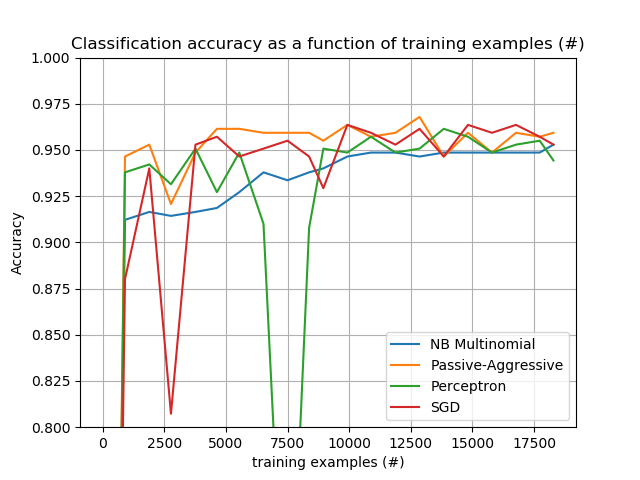 Classification accuracy as a function of training examples (#)
1.000
0.975
0.950
0.925
0.900
0.875
0.850
0.825
0.800
Accuracy
NB Multinomial
Passive-Aggressive
Perceptron
SGD
0 2500 5000 7500 10000 12500 15000 17500
training examples (#)